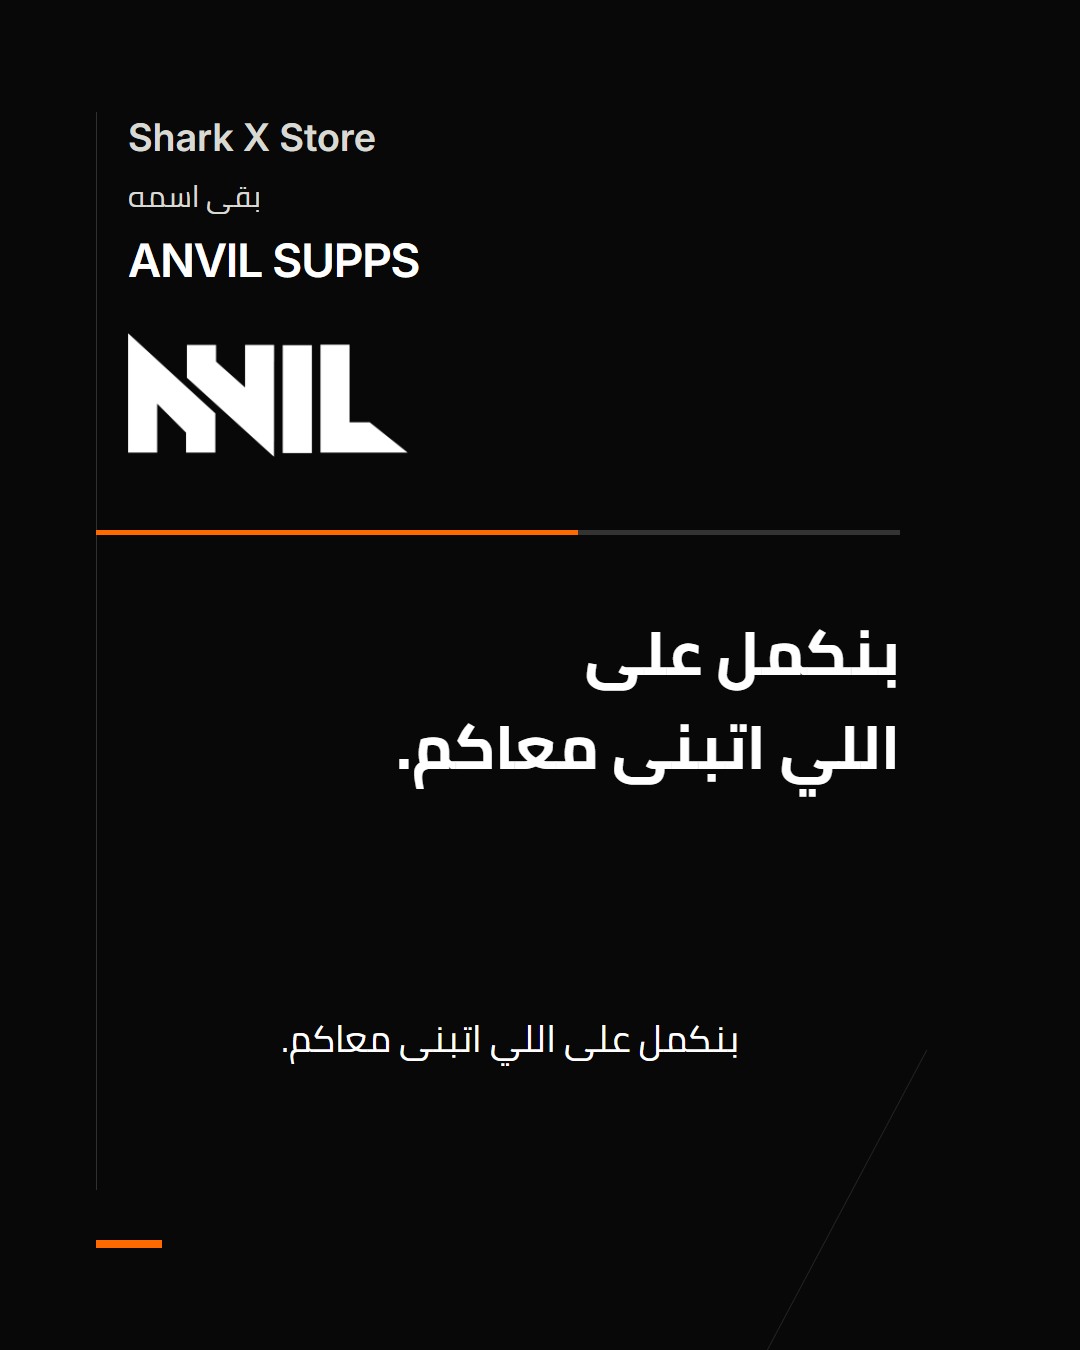 Shark X Store
بقى اسمه
ANVIL SUPPS
ANVIL
بنكمل على
اللي اتبنى معاكم.
بنكمل على اللي اتبنى معاكم.